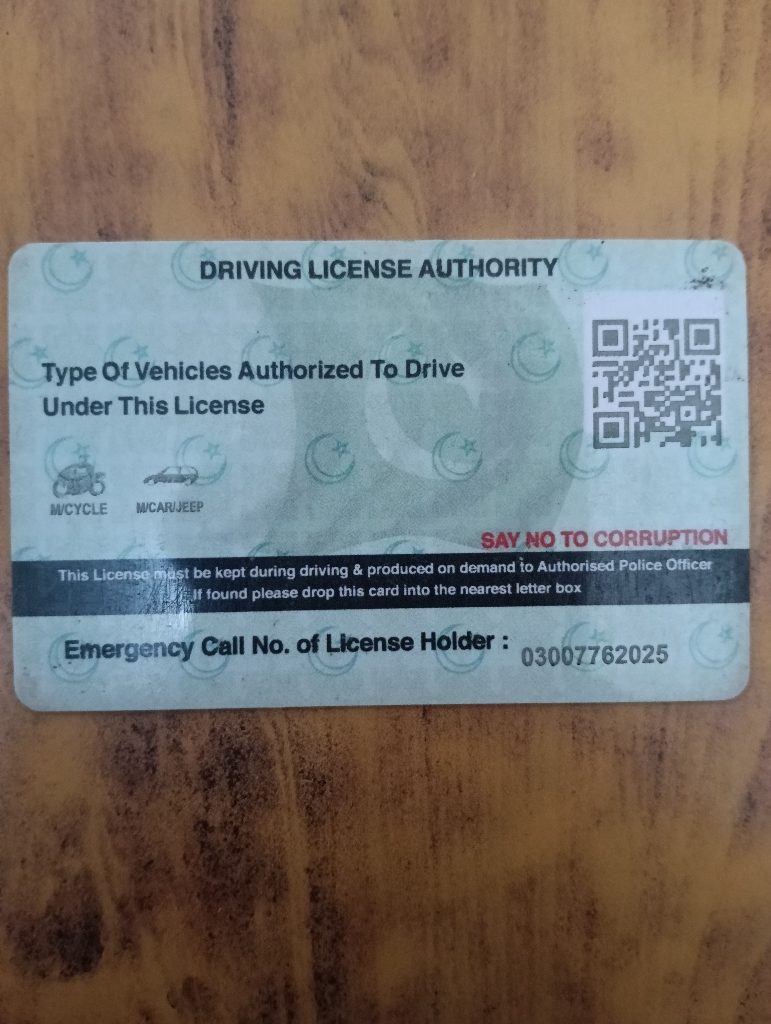 DRIVING LICENSE AUTHORITY
Type Of Vehicles Authorized To Drive
Under This License
M/CYCLE M/CAR/JEEP
SAY NO TO CORRUPTION
This License must be kept during driving & produced on demand to Authorised Police Officer
If found please drop this card into the nearest letter box
Emergency Call No. of License Holder : 03007762025